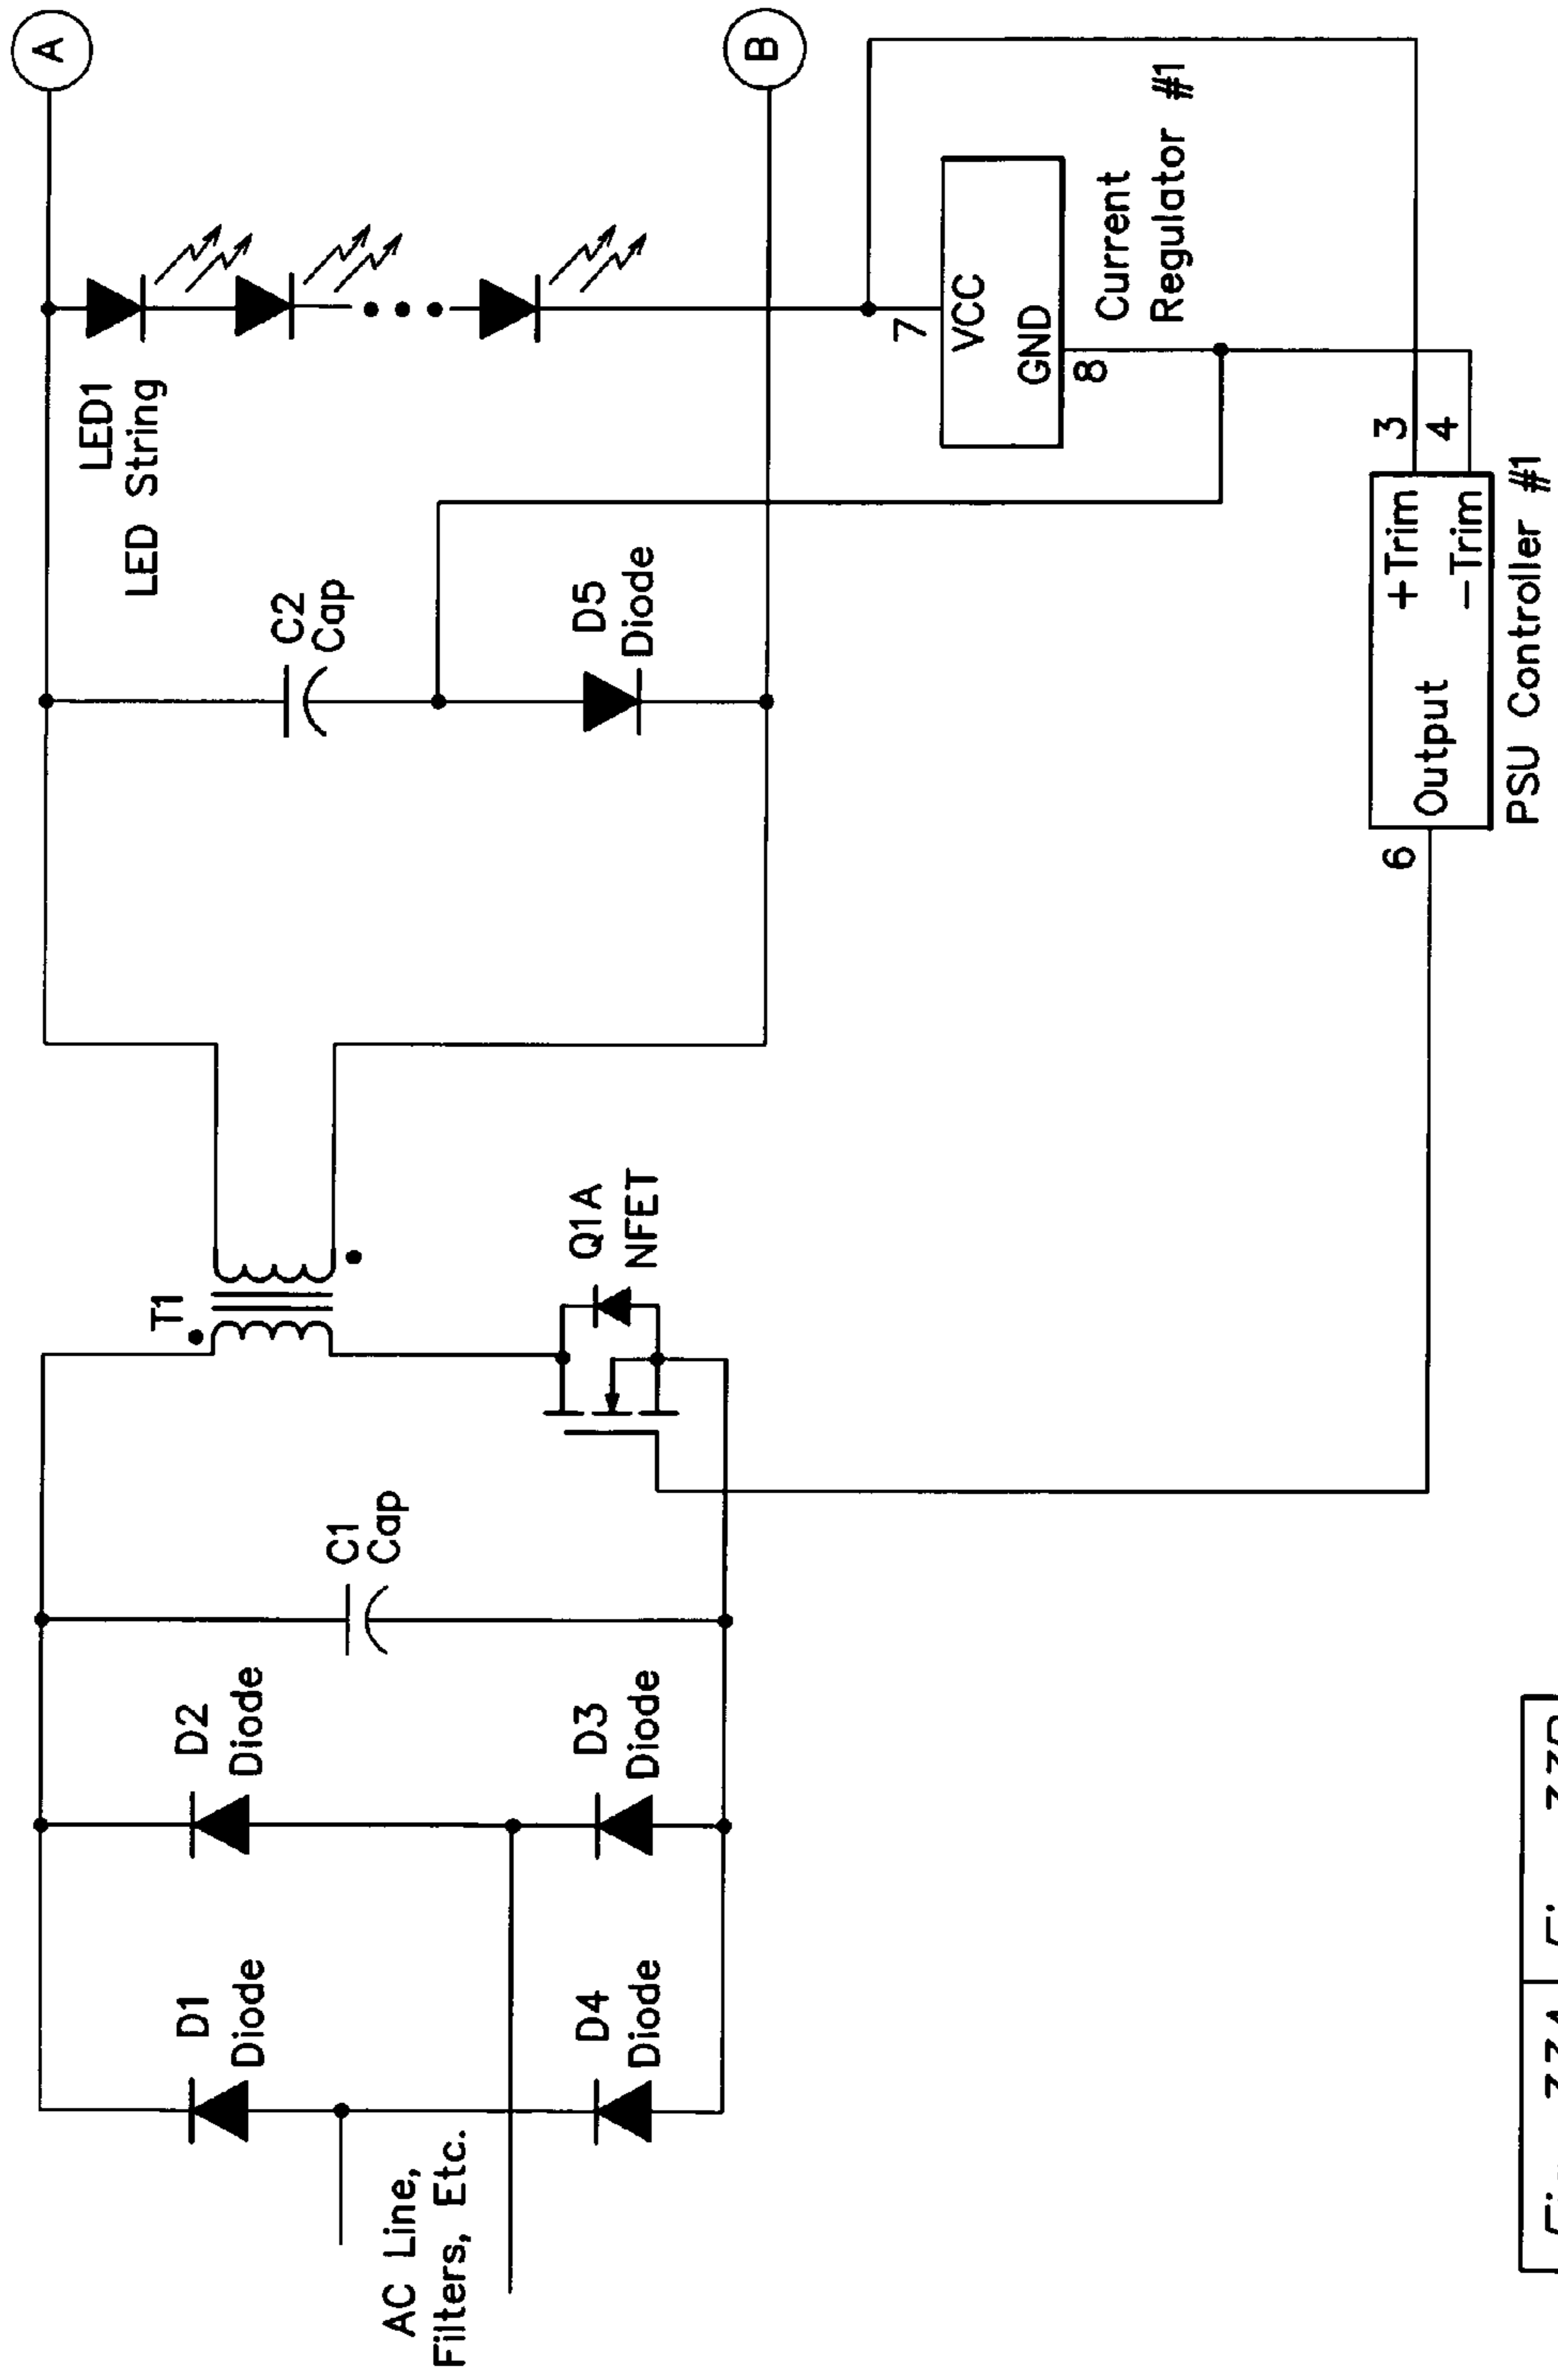 AC Line,
Filters, Etc.
D1
Diode
D2
Diode
D4
Diode
D3
Diode
C1
Cap
T1
Q1A
NFET
C2
Cap
D5
Diode
LED1
LED String
A
B
7
VCC
GND
8
Current
Regulator #1
3
4
+Trim
−Trim
Output
6
PSU Controller #1